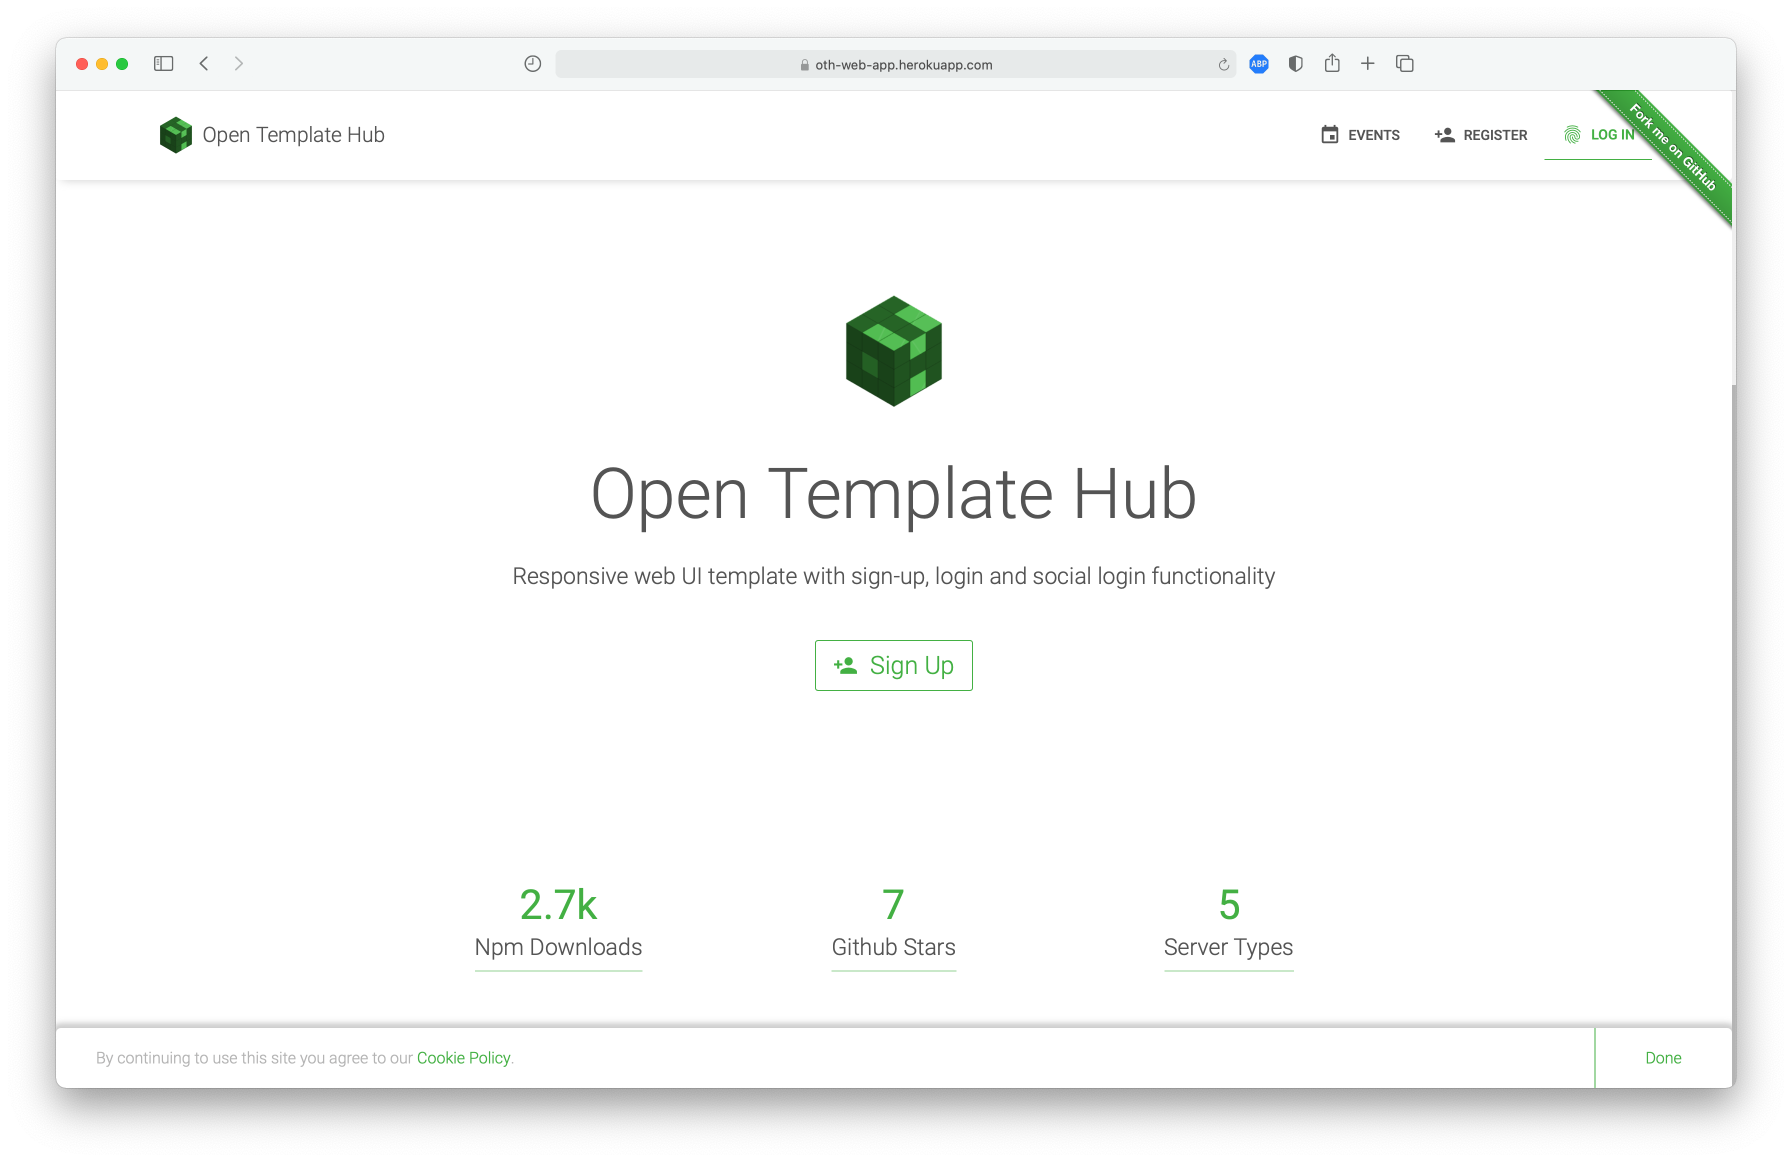 oth-web-app.herokuapp.com
ABP
Open Template Hub
EVENTS
REGISTER
LOG IN
Fork me on GitHub
Open Template Hub
Responsive web UI template with sign-up, login and social login functionality
Sign Up
2.7k
7
5
Npm Downloads
Github Stars
Server Types
By continuing to use this site you agree to our Cookie Policy.
Done